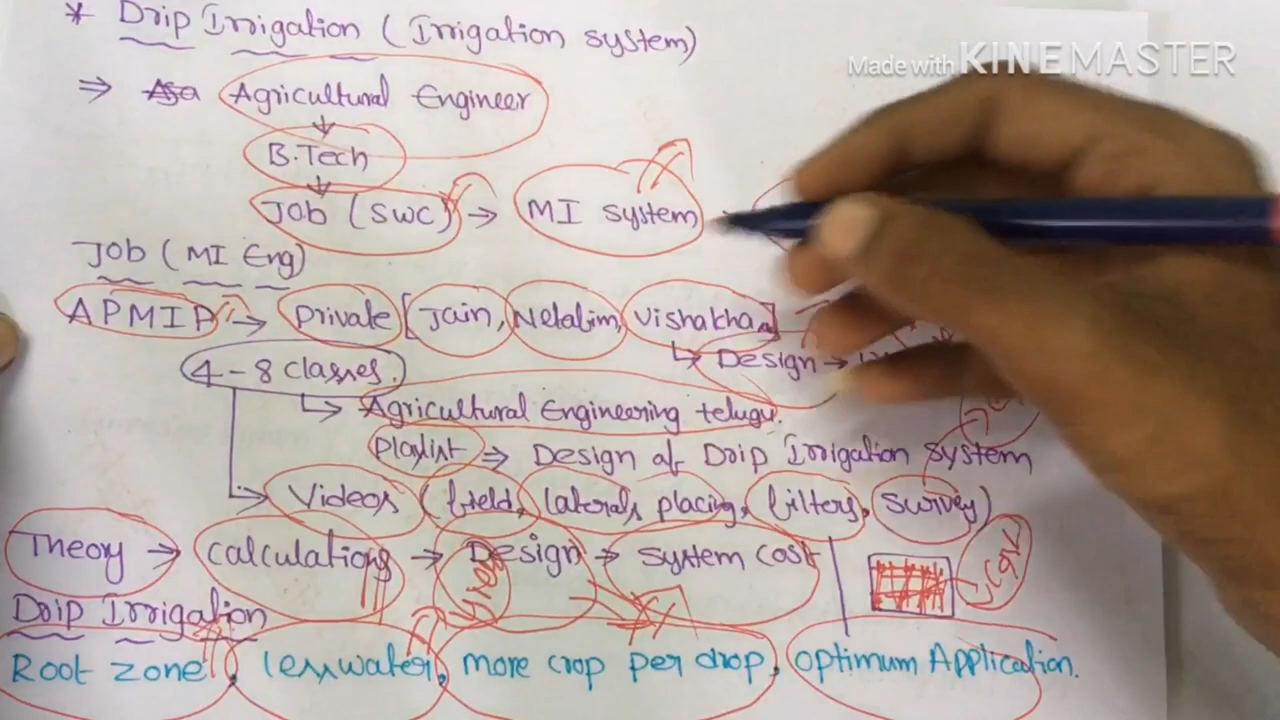 * Drip Irrigation (Irrigation system)
Made with KINEMASTER
⇒ Agricultural Engineer
↓
B.Tech
↓
Job (SWC) → MI system
Job (MI Eng)
APMIP → Private [Jain, Netafim, Vishakha]
↳ Design →
4-8 classes.
↳ Agricultural Engineering telugu.
Playlist ⇒ Design of Drip Irrigation system
→ Videos (field, laterals placing, filters, survey)
Theory → calculations → Design → system cost
Drip Irrigation
Root zone, lesswater, more crop per drop, optimum Application.